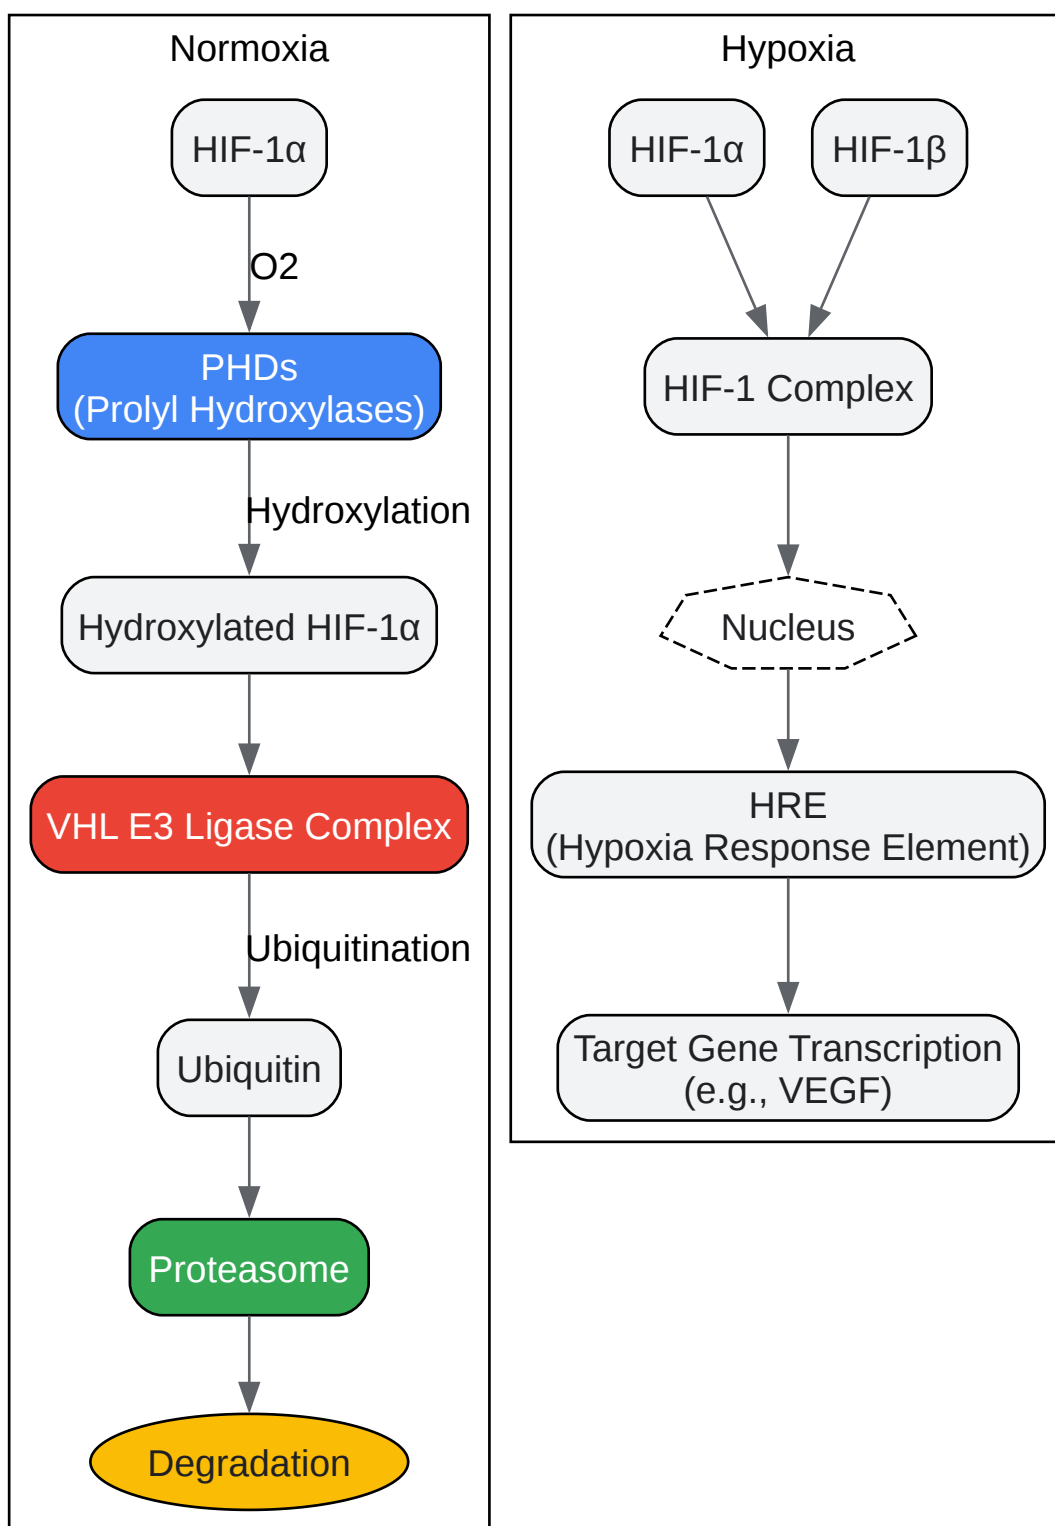 Normoxia
HIF-1α
O2
PHDs
(Prolyl Hydroxylases)
Hydroxylation
Hydroxylated HIF-1α
VHL E3 Ligase Complex
Ubiquitination
Ubiquitin
Proteasome
Degradation
Hypoxia
HIF-1α
HIF-1β
HIF-1 Complex
Nucleus
HRE
(Hypoxia Response Element)
Target Gene Transcription
(e.g., VEGF)